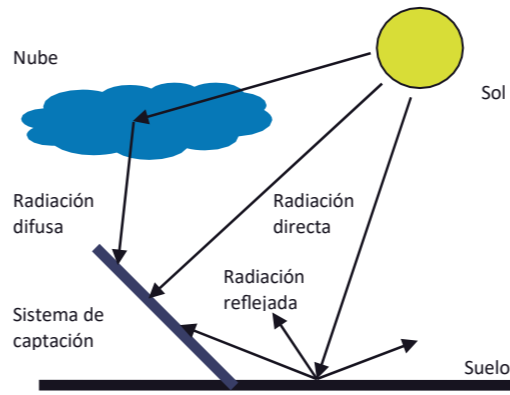 Nube
Sol
Radiación
difusa
Radiación
directa
Radiación
reflejada
Sistema de
captación
Suelo